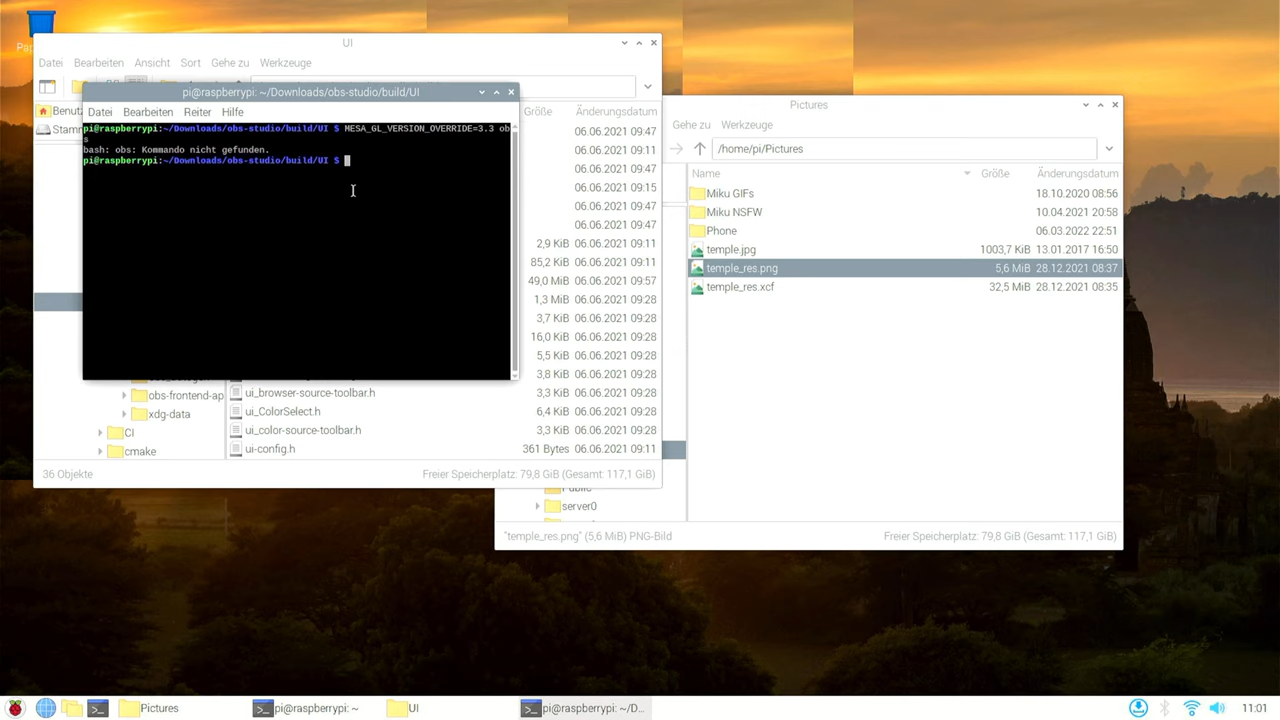 Pap
UI
Datei Bearbeiten Ansicht Sort Gehe zu Werkzeuge
pi@raspberrypi: ~/Downloads/obs-studio/build/UI
Datei Bearbeiten Reiter Hilfe
pi@raspberrypi:~/Downloads/obs-studio/build/UI $ MESA_GL_VERSION_OVERRIDE=3.3 ob
s
bash: obs: Kommando nicht gefunden.
pi@raspberrypi:~/Downloads/obs-studio/build/UI $
Benutz
Stamm
Größe Änderungsdatum
06.06.2021 09:47
06.06.2021 09:11
06.06.2021 09:47
06.06.2021 09:15
06.06.2021 09:47
06.06.2021 09:47
2,9 KiB 06.06.2021 09:11
85,2 KiB 06.06.2021 09:11
49,0 MiB 06.06.2021 09:57
1,3 MiB 06.06.2021 09:28
3,7 KiB 06.06.2021 09:28
16,0 KiB 06.06.2021 09:28
5,5 KiB 06.06.2021 09:28
3,8 KiB 06.06.2021 09:28
obs-frontend-ap
xdg-data
CI
cmake
ui_browser-source-toolbar.h 3,3 KiB 06.06.2021 09:28
ui_ColorSelect.h 6,4 KiB 06.06.2021 09:28
ui_color-source-toolbar.h 3,3 KiB 06.06.2021 09:28
ui-config.h 361 Bytes 06.06.2021 09:11
36 Objekte Freier Speicherplatz: 79,8 GiB (Gesamt: 117,1 GiB)
Pictures
Gehe zu Werkzeuge
/home/pi/Pictures
Name Größe Änderungsdatum
Miku GIFs 18.10.2020 08:56
Miku NSFW 10.04.2021 20:58
Phone 06.03.2022 22:51
temple.jpg 1003,7 KiB 13.01.2017 16:50
temple_res.png 5,6 MiB 28.12.2021 08:37
temple_res.xcf 32,5 MiB 28.12.2021 08:35
Public
server0
"temple_res.png" (5,6 MiB) PNG-Bild Freier Speicherplatz: 79,8 GiB (Gesamt: 117,1 GiB)
Pictures pi@raspberrypi: ~ UI pi@raspberrypi: ~/D... 11:01